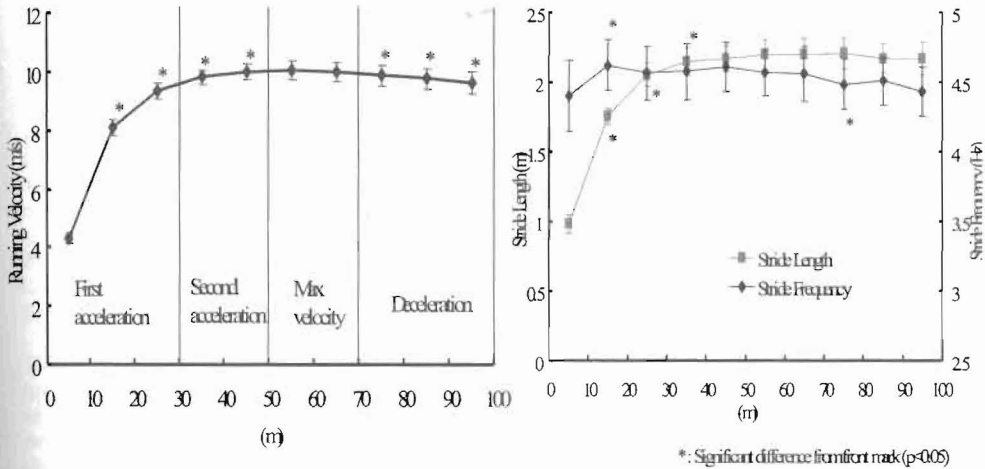 12
10
8
6
4
2
0
Running Velocity (m/s)
*
*
*
*
*
*
*
First
acceleration
Second
acceleration
Max
velocity
Deceleration
0 10 20 30 40 50 60 70 80 90 100
(m)
2.5
2
1.5
1
0.5
0
Stride Length (m)
*
*
*
*
*
Stride Length
Stride Frequency
5
4.5
4
3.5
3
2.5
Stride Frequency
0 10 20 30 40 50 60 70 80 90 100
(m)
*: Significant difference from front mark (p<0.05)